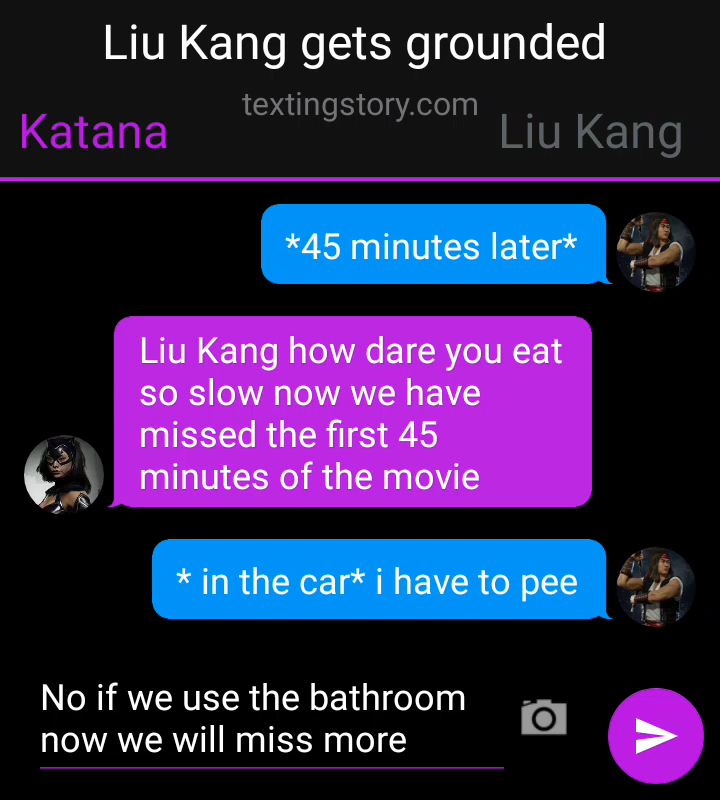 Liu Kang gets grounded
textingstory.com
Katana
Liu Kang
*45 minutes later*
Liu Kang how dare you eat
so slow now we have
missed the first 45
minutes of the movie
* in the car* i have to pee
No if we use the bathroom
now we will miss more